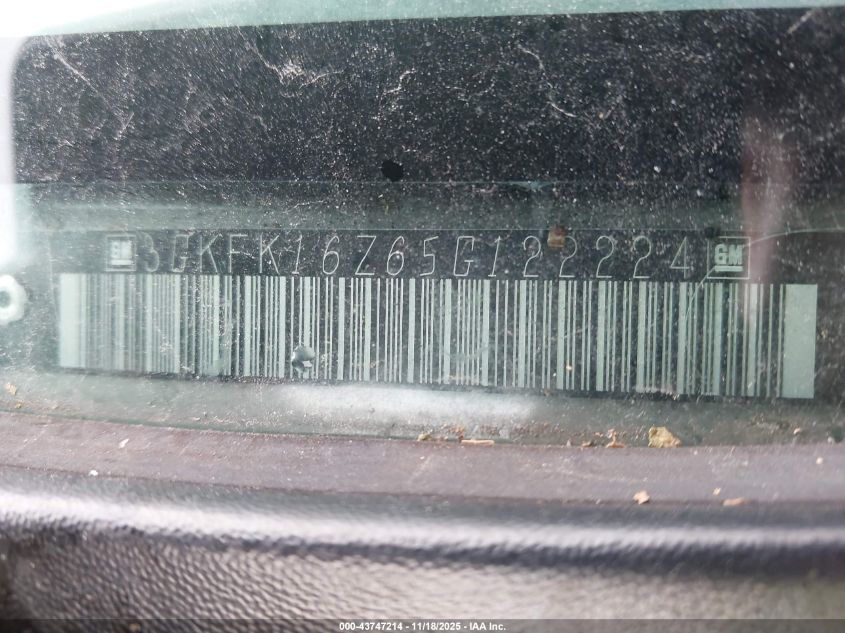 GM 3GKFK16Z65G122224 GM
000-43747214 - 11/18/2025 - IAA Inc.